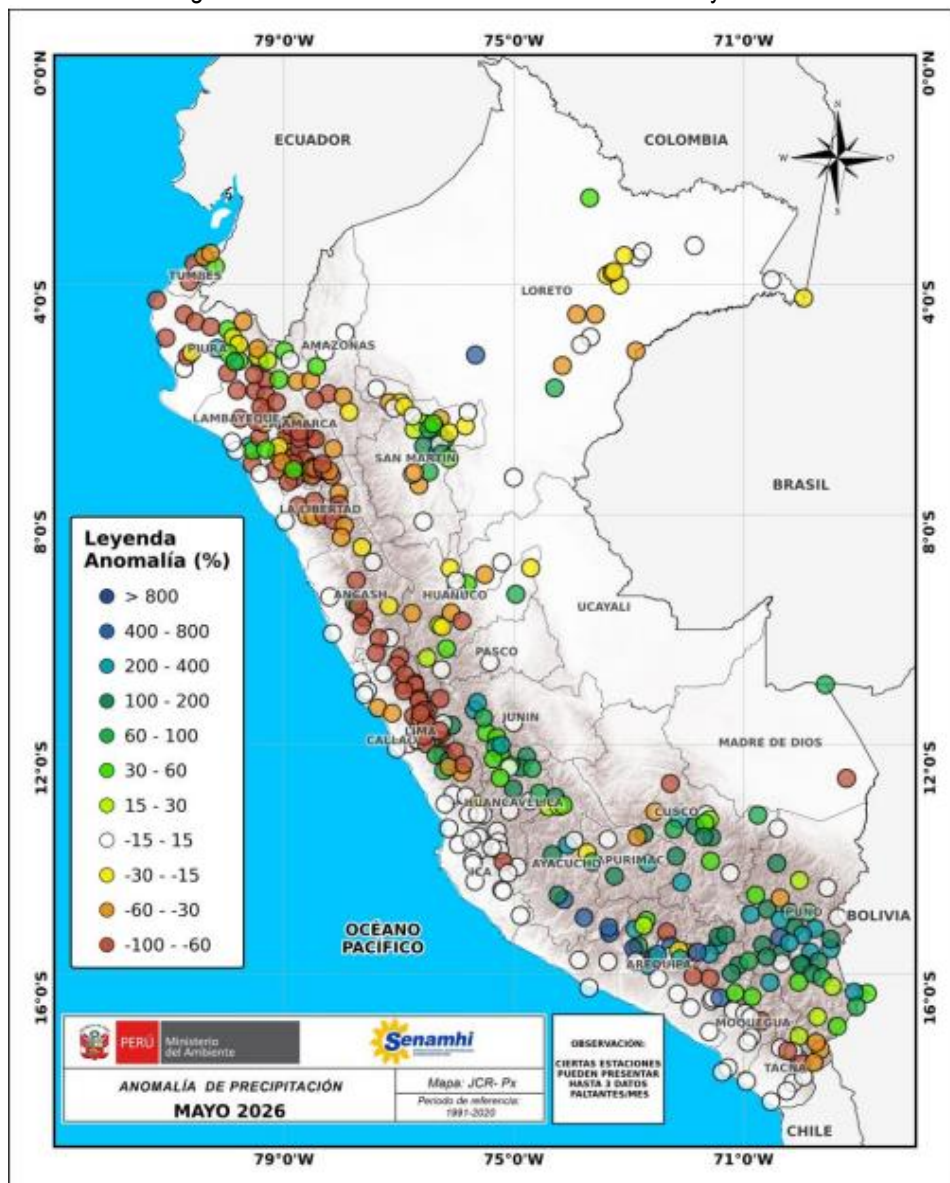 79°0'W 75°0'W 71°0'W
0°0'N 0°0'N
ECUADOR
COLOMBIA
N
W O
S
TUMBES
LORETO
4°0'S 4°0'S
PIURA
AMAZONAS
LAMBAYEQUE
CAJAMARCA
SAN MARTIN
BRASIL
LA LIBERTAD
8°0'S 8°0'S
Leyenda
Anomalía (%)
> 800
400 - 800
200 - 400
100 - 200
60 - 100
30 - 60
15 - 30
-15 - 15
-30 - -15
-60 - -30
-100 - -60
ANCASH
HUANUCO
UCAYALI
PASCO
JUNIN
LIMA
CALLAO
MADRE DE DIOS
12°0'S 12°0'S
HUANCAVELICA
CUSCO
AYACUCHO
APURIMAC
ICA
PUNO
BOLIVIA
OCÉANO
PACÍFICO
AREQUIPA
16°0'S 16°0'S
MOQUEGUA
TACNA
CHILE
PERÚ
Ministerio
del Ambiente
Senamhi
ANOMALÍA DE PRECIPITACIÓN
MAYO 2026
Mapa: JCR- Px
Periodo de referencia:
1991-2020
OBSERVACIÓN:
CIERTAS ESTACIONES
PUEDEN PRESENTAR
HASTA 3 DATOS
FALTANTES/MES
79°0'W 75°0'W 71°0'W